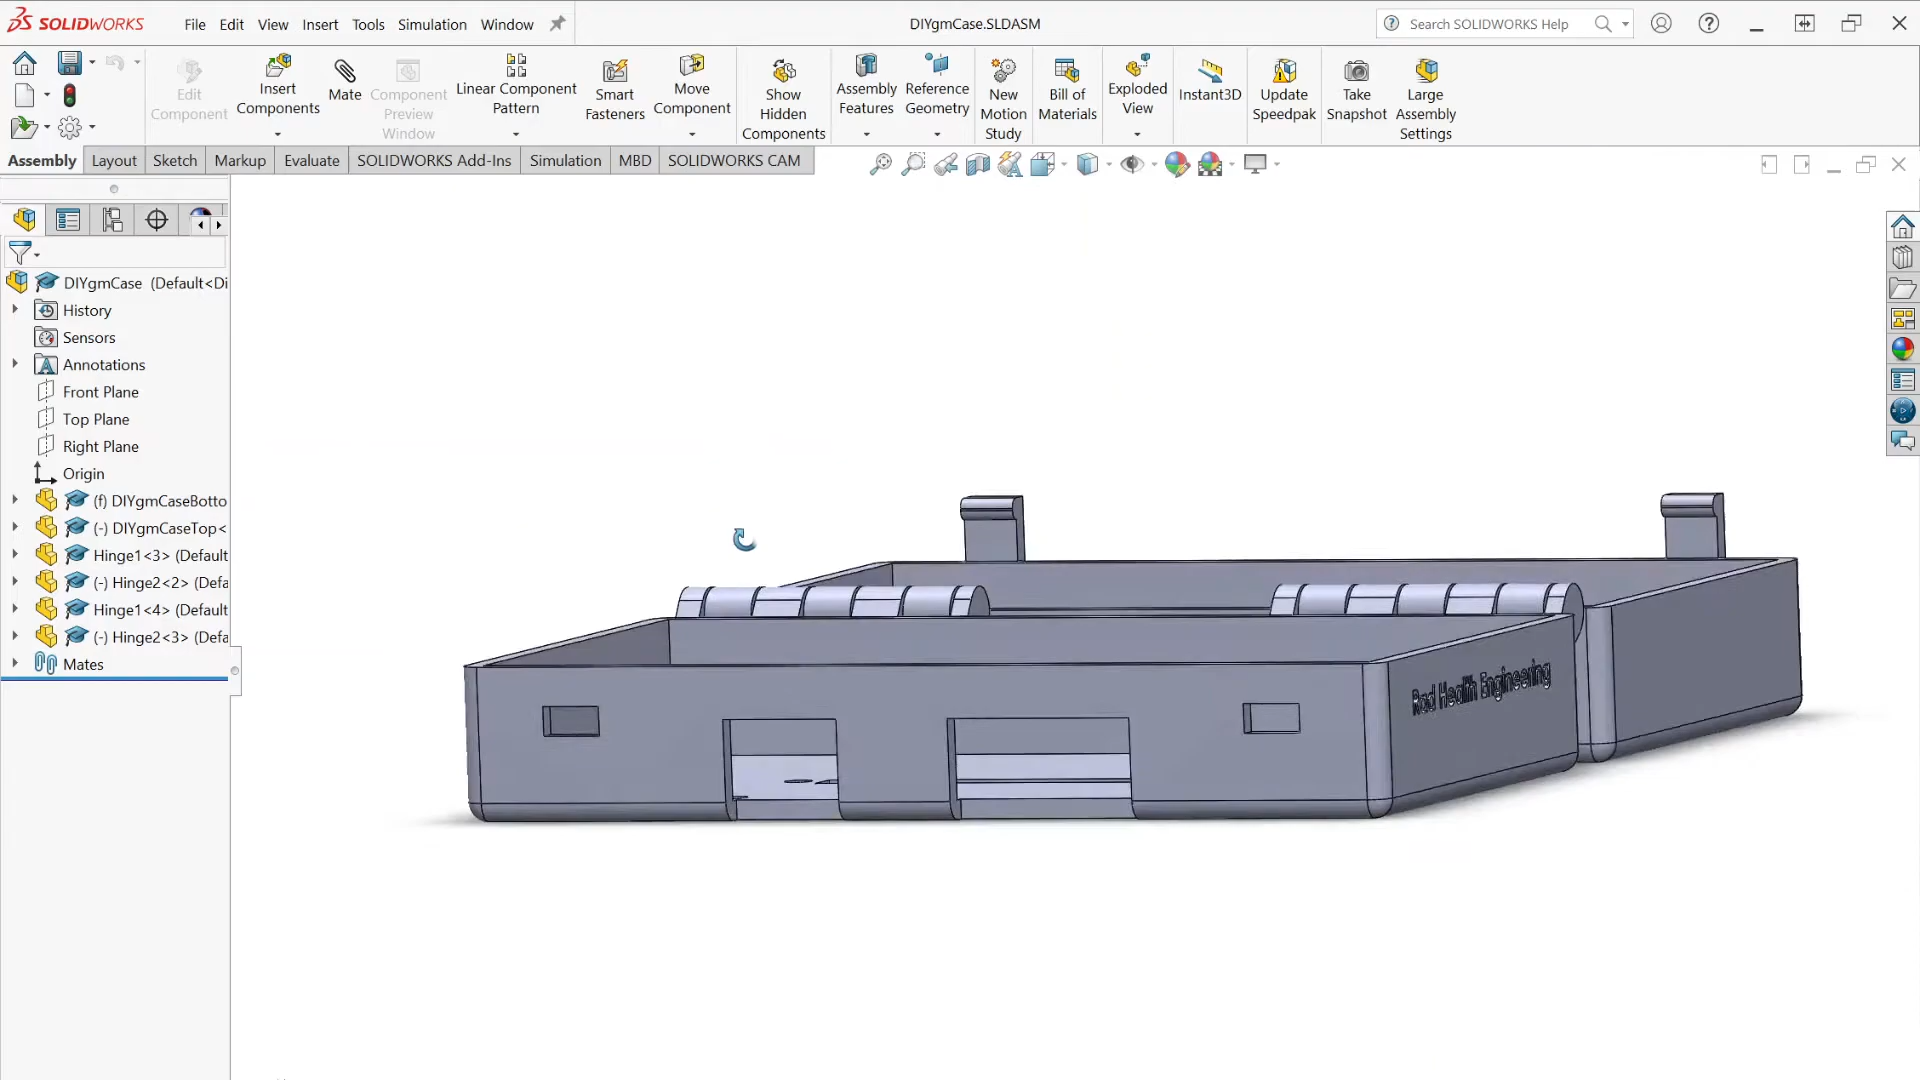 SOLIDWORKS
File Edit View Insert Tools Simulation Window
DIYgmCase.SLDASM
Search SOLIDWORKS Help
Edit Component
Insert Components
Mate
Component Preview Window
Linear Component Pattern
Smart Fasteners
Move Component
Show Hidden Components
Assembly Features
Reference Geometry
New Motion Study
Bill of Materials
Exploded View
Instant3D
Update Speedpak
Take Snapshot
Large Assembly Settings
Assembly Layout Sketch Markup Evaluate SOLIDWORKS Add-Ins Simulation MBD SOLIDWORKS CAM
DIYgmCase (Default<Di
History
Sensors
Annotations
Front Plane
Top Plane
Right Plane
Origin
(f) DIYgmCaseBotto
(-) DIYgmCaseTop<
Hinge1<3> (Default
(-) Hinge2<2> (Defa
Hinge1<4> (Default
(-) Hinge2<3> (Defa
Mates
Rad Health Engineering